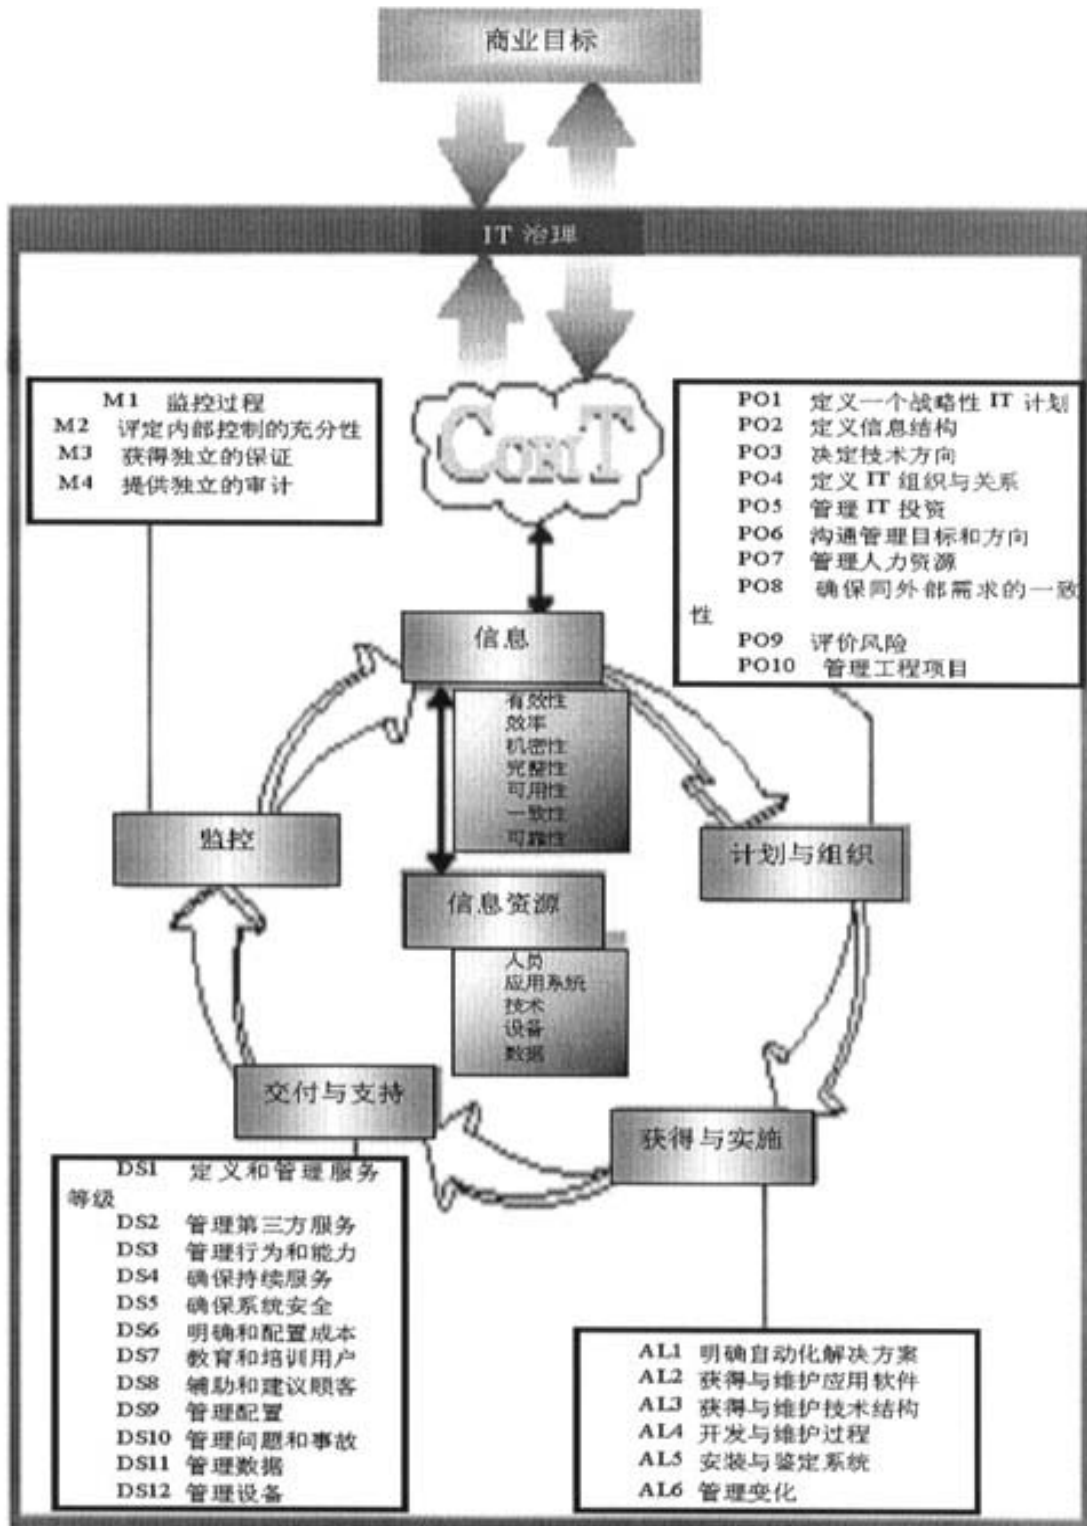 商业目标
IT 治理
COBIT
M1 监控过程
M2 评定内部控制的充分性
M3 获得独立的保证
M4 提供独立的审计
PO1 定义一个战略性 IT 计划
PO2 定义信息结构
PO3 决定技术方向
PO4 定义 IT 组织与关系
PO5 管理 IT 投资
PO6 沟通管理目标和方向
PO7 管理人力资源
PO8 确保同外部需求的一致
性
PO9 评价风险
PO10 管理工程项目
信息
有效性
效率
机密性
完整性
可用性
一致性
可靠性
监控
计划与组织
信息资源
人员
应用系统
技术
设备
数据
交付与支持
获得与实施
DS1 定义和管理服务
等级
DS2 管理第三方服务
DS3 管理行为和能力
DS4 确保持续服务
DS5 确保系统安全
DS6 明确和配置成本
DS7 教育和培训用户
DS8 辅助和建议顾客
DS9 管理配置
DS10 管理问题和事故
DS11 管理数据
DS12 管理设备
AL1 明确自动化解决方案
AL2 获得与维护应用软件
AL3 获得与维护技术结构
AL4 开发与维护过程
AL5 安装与鉴定系统
AL6 管理变化